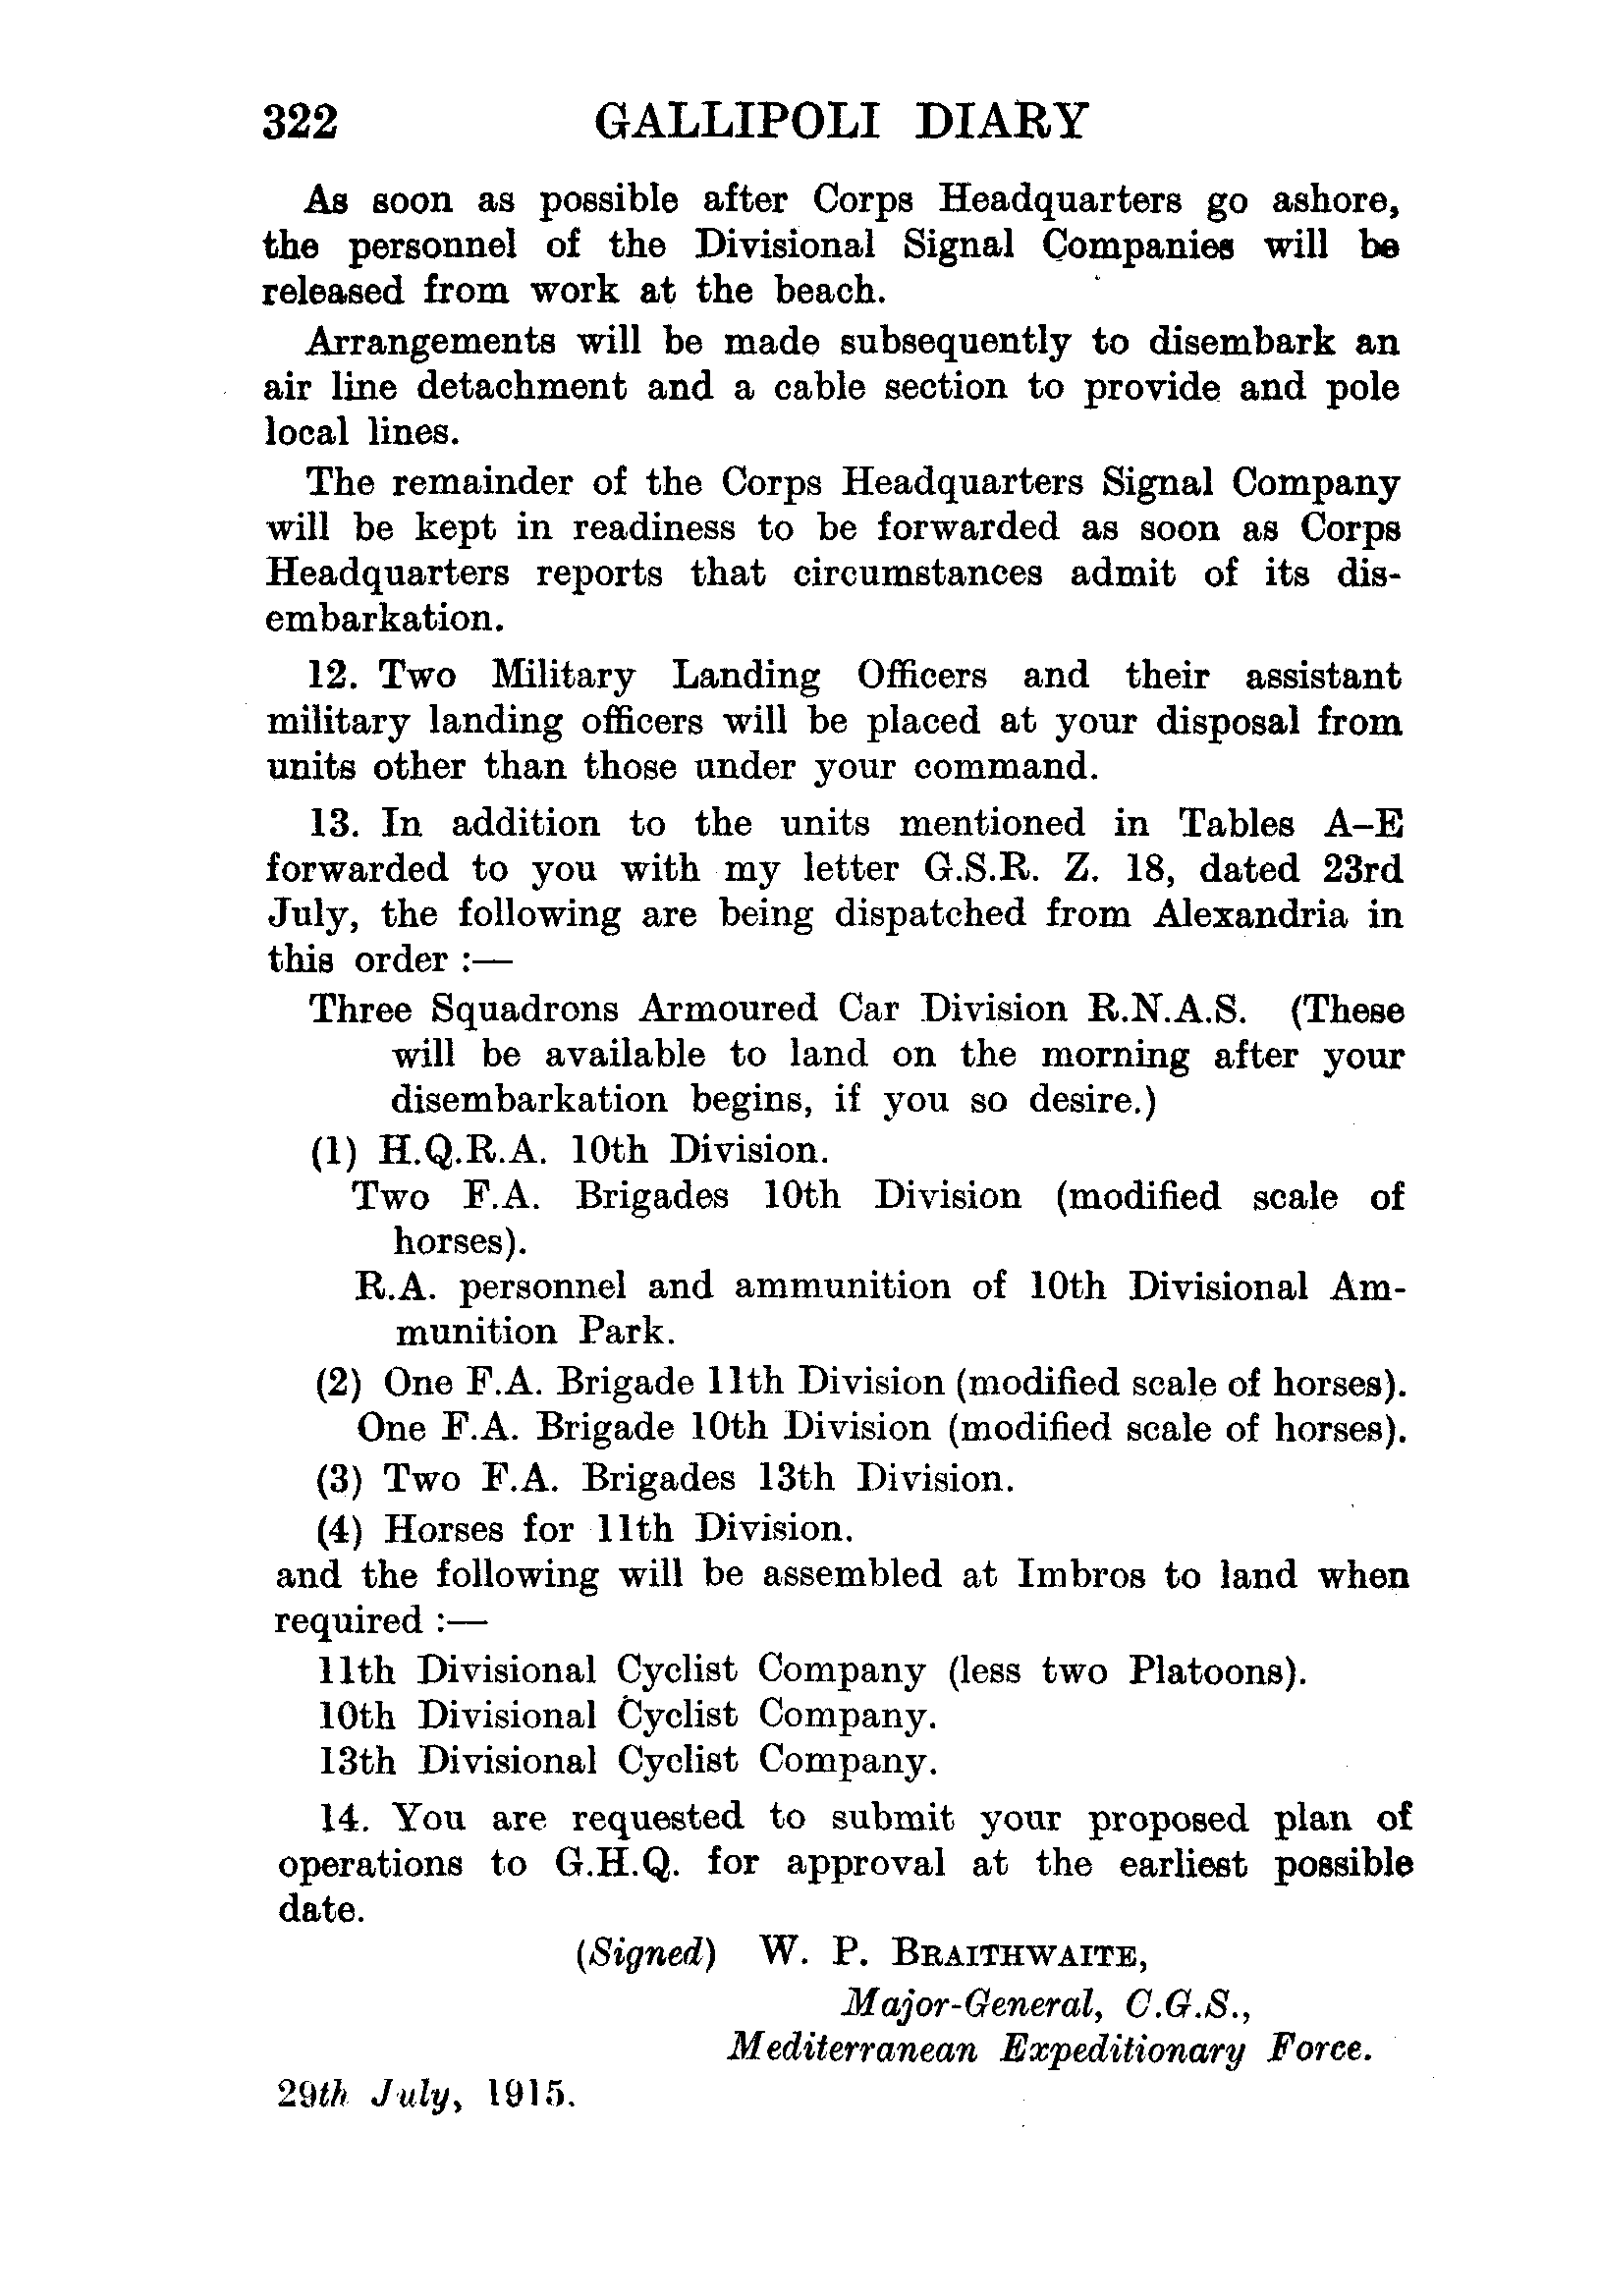 322 GALLIPOLI DIARY
As soon as possible after Corps Headquarters go ashore,
the personnel of the Divisional Signal Companies will be
released from work at the beach.
Arrangements will be made subsequently to disembark an
air line detachment and a cable section to provide and pole
local lines.
The remainder of the Corps Headquarters Signal Company
will be kept in readiness to be forwarded as soon as Corps
Headquarters reports that circumstances admit of its dis-
embarkation.
12. Two Military Landing Officers and their assistant
military landing officers will be placed at your disposal from
units other than those under your command.
13. In addition to the units mentioned in Tables A–E
forwarded to you with my letter G.S.R. Z. 18, dated 23rd
July, the following are being dispatched from Alexandria in
this order :—
Three Squadrons Armoured Car Division R.N.A.S. (These
will be available to land on the morning after your
disembarkation begins, if you so desire.)
(1) H.Q.R.A. 10th Division.
Two F.A. Brigades 10th Division (modified scale of
horses).
R.A. personnel and ammunition of 10th Divisional Am-
munition Park.
(2) One F.A. Brigade 11th Division (modified scale of horses).
One F.A. Brigade 10th Division (modified scale of horses).
(3) Two F.A. Brigades 13th Division.
(4) Horses for 11th Division.
and the following will be assembled at Imbros to land when
required :—
11th Divisional Cyclist Company (less two Platoons).
10th Divisional Cyclist Company.
13th Divisional Cyclist Company.
14. You are requested to submit your proposed plan of
operations to G.H.Q. for approval at the earliest possible
date.
(Signed) W. P. BRAITHWAITE,
Major-General, C.G.S.,
Mediterranean Expeditionary Force.
29th July, 1915.